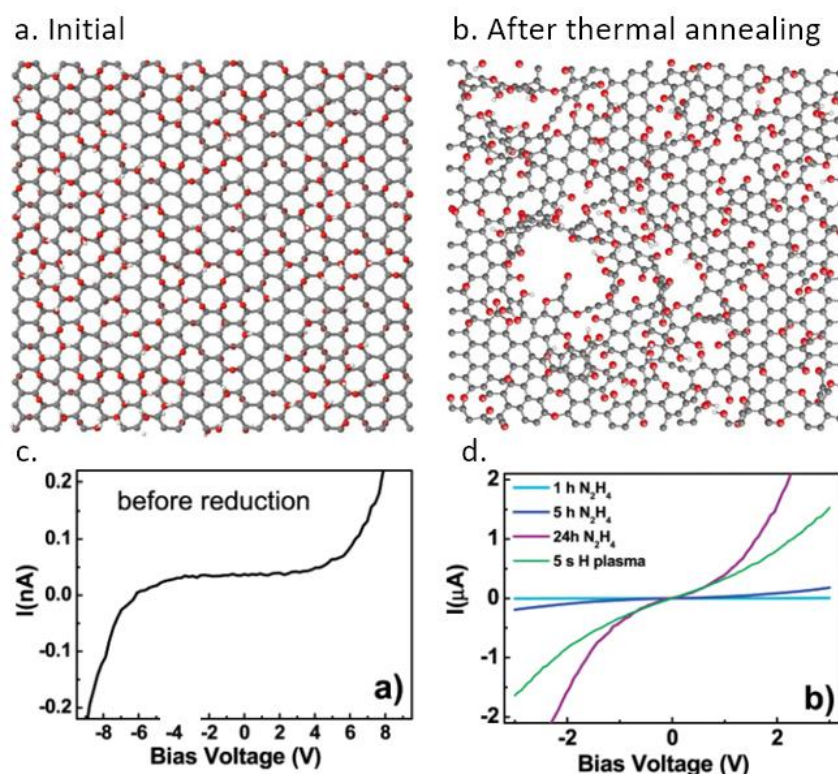 a. Initial
b. After thermal annealing
c.
d.
before reduction
I(nA)
0.2
0.1
0.0
-0.1
-0.2
-8 -6 -4 -2 0 2 4 6 8
Bias Voltage (V)
a)
1 h N₂H₄
5 h N₂H₄
24h N₂H₄
5 s H plasma
I(μA)
2
1
0
-1
-2
-2 0 2
Bias Voltage (V)
b)